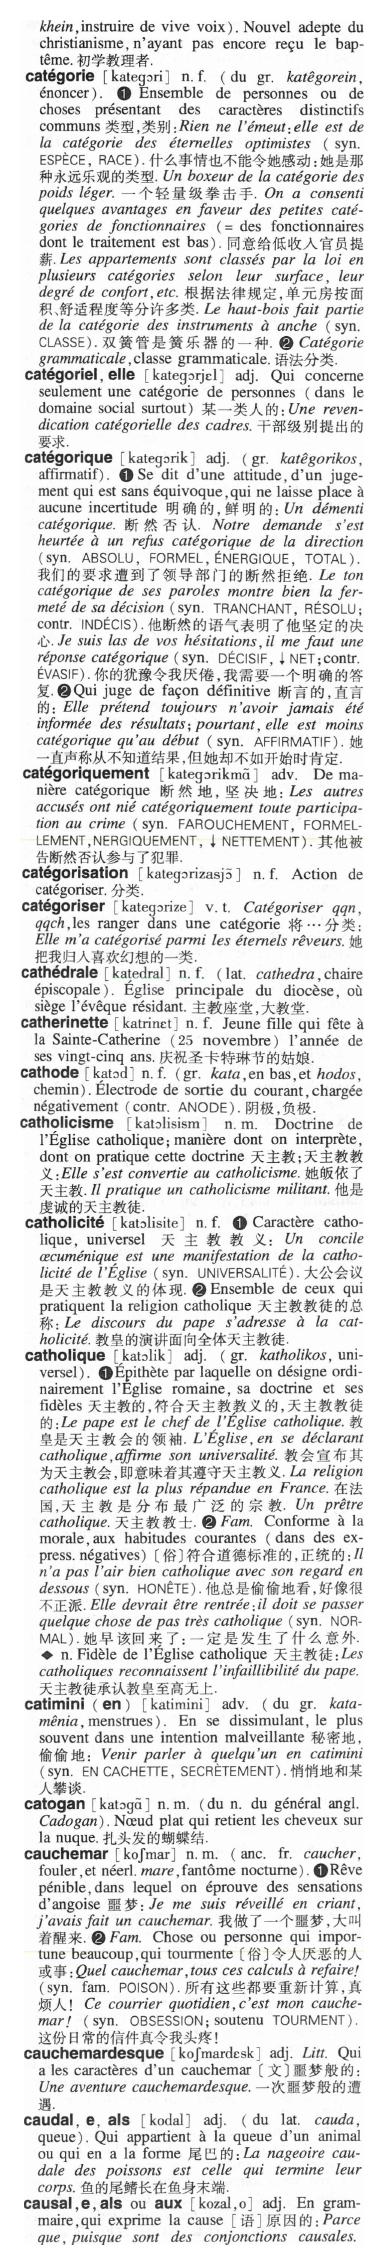 khein, instruire de vive voix). Nouvel adepte du
christianisme, n'ayant pas encore reçu le bap-
tême. 初学教理者.
catégorie [kategɔri] n. f. (du gr. katêgorein,
énoncer). ❶ Ensemble de personnes ou de
choses présentant des caractères distinctifs
communs 类型,类别: Rien ne l'émeut: elle est de
la catégorie des éternelles optimistes (syn.
ESPÈCE, RACE). 什么事情也不能令她感动:她是那
种永远乐观的类型. Un boxeur de la catégorie des
poids léger. 一个轻量级拳击手. On a consenti
quelques avantages en faveur des petites caté-
gories de fonctionnaires (= des fonctionnaires
dont le traitement est bas). 同意给低收入官员提
薪. Les appartements sont classés par la loi en
plusieurs catégories selon leur surface, leur
degré de confort, etc. 根据法律规定,单元房按面
积、舒适程度等分许多类. Le haut-bois fait partie
de la catégorie des instruments à anche (syn.
CLASSE). 双簧管是簧乐器的一种. ❷ Catégorie
grammaticale, classe grammaticale. 语法分类.
catégoriel, elle [kategɔrjɛl] adj. Qui concerne
seulement une catégorie de personnes (dans le
domaine social surtout) 某一类人的: Une reven-
dication catégorielle des cadres. 干部级别提出的
要求.
catégorique [kategɔrik] adj. (gr. katêgorikos,
affirmatif). ❶ Se dit d'une attitude, d'un juge-
ment qui est sans équivoque, qui ne laisse place à
aucune incertitude 明确的,鲜明的: Un démenti
catégorique. 断然否认. Notre demande s'est
heurtée à un refus catégorique de la direction
(syn. ABSOLU, FORMEL, ÉNERGIQUE, TOTAL).
我们的要求遭到了领导部门的断然拒绝. Le ton
catégorique de ses paroles montre bien la fer-
meté de sa décision (syn. TRANCHANT, RÉSOLU;
contr. INDÉCIS). 他断然的语气表明了他坚定的决
心. Je suis las de vos hésitations, il me faut une
réponse catégorique (syn. DÉCISIF, ↓NET; contr.
ÉVASIF). 你的犹豫令我厌倦,我需要一个明确的答
复. ❷ Qui juge de façon définitive 断言的,直言
的: Elle prétend toujours n'avoir jamais été
informée des résultats; pourtant, elle est moins
catégorique qu'au début (syn. AFFIRMATIF). 她
一直声称从不知道结果,但她却不如开始时肯定.
catégoriquement [kategɔrikmɑ̃] adv. De ma-
nière catégorique 断然地,坚决地: Les autres
accusés ont nié catégoriquement toute participa-
tion au crime (syn. FAROUCHEMENT, FORMEL-
LEMENT, NERGIQUEMENT, ↓NETTEMENT). 其他被
告断然否认参与了犯罪.
catégorisation [kategɔrizasjɔ̃] n. f. Action de
catégoriser. 分类.
catégoriser [kategɔrize] v. t. Catégoriser qqn,
qqch, les ranger dans une catégorie 将…分类:
Elle m'a catégorisé parmi les éternels rêveurs. 她
把我归入喜欢幻想的一类.
cathédrale [katedral] n. f. (lat. cathedra, chaire
épiscopale). Église principale du diocèse, où
siège l'évêque résidant. 主教座堂,大教堂.
catherinette [katrinɛt] n. f. Jeune fille qui fête à
la Sainte-Catherine (25 novembre) l'année de
ses vingt-cinq ans. 庆祝圣卡特琳节的姑娘.
cathode [katɔd] n. f. (gr. kata, en bas, et hodos,
chemin). Électrode de sortie du courant, chargée
négativement (contr. ANODE). 阴极,负极.
catholicisme [katɔlisism] n. m. Doctrine de
l'Église catholique; manière dont on interprète,
dont on pratique cette doctrine 天主教;天主教教
义: Elle s'est convertie au catholicisme. 她皈依了
天主教. Il pratique un catholicisme militant. 他是
虔诚的天主教徒.
catholicité [katɔlisite] n. f. ❶ Caractère catho-
lique, universel 天主教教义: Un concile
œcuménique est une manifestation de la catho-
licité de l'Église (syn. UNIVERSALITÉ). 大公会议
是天主教教义的体现. ❷ Ensemble de ceux qui
pratiquent la religion catholique 天主教教徒的总
称: Le discours du pape s'adresse à la cat-
holicité. 教皇的演讲面向全体天主教徒.
catholique [katɔlik] adj. (gr. katholikos, uni-
versel). ❶ Épithète par laquelle on désigne ordi-
nairement l'Église romaine, sa doctrine et ses
fidèles 天主教的,符合天主教教义的,天主教教徒
的: Le pape est le chef de l'Église catholique. 教
皇是天主教会的领袖. L'Église, en se déclarant
catholique, affirme son universalité. 教会宣布其
为天主教会,即意味着其遵守天主教义. La religion
catholique est la plus répandue en France. 在法
国,天主教是分布最广泛的宗教. Un prêtre
catholique. 天主教教士. ❷ Fam. Conforme à la
morale, aux habitudes courantes (dans des ex-
press. négatives) [俗]符合道德标准的,正统的: Il
n'a pas l'air bien catholique avec son regard en
dessous (syn. HONÊTE). 他总是偷偷地看,好像很
不正派. Elle devrait être rentrée: il doit se passer
quelque chose de pas très catholique (syn. NOR-
MAL). 她早该回来了:一定是发生了什么意外.
◆ n. Fidèle de l'Église catholique 天主教徒: Les
catholiques reconnaissent l'infaillibilité du pape.
天主教徒承认教皇至高无上.
catimini (en) [katimini] adv. (du gr. kata-
mênia, menstrues). En se dissimulant, le plus
souvent dans une intention malveillante 秘密地,
偷偷地: Venir parler à quelqu'un en catimini
(syn. EN CACHETTE, SECRÈTEMENT). 悄悄地和某
人攀谈.
catogan [katɔgɑ̃] n. m. (du n. du général angl.
Cadogan). Nœud plat qui retient les cheveux sur
la nuque. 扎头发的蝴蝶结.
cauchemar [koʃmar] n. m. (anc. fr. caucher,
fouler, et néerl. mare, fantôme nocturne). ❶ Rêve
pénible, dans lequel on éprouve des sensations
d'angoise 噩梦: Je me suis réveillé en criant,
j'avais fait un cauchemar. 我做了一个噩梦,大叫
着醒来. ❷ Fam. Chose ou personne qui impor-
tune beaucoup, qui tourmente [俗]令人厌恶的人
或事: Quel cauchemar, tous ces calculs à refaire!
(syn. fam. POISON). 所有这些都要重新计算,真
烦人! Ce courrier quotidien, c'est mon cauche-
mar! (syn. OBSESSION; soutenu TOURMENT).
这份日常的信件真令我头疼!
cauchemardesque [koʃmardɛsk] adj. Litt. Qui
a les caractères d'un cauchemar [文]噩梦般的:
Une aventure cauchemardesque. 一次噩梦般的遭
遇.
caudal, e, als [kodal] adj. (du lat. cauda,
queue). Qui appartient à la queue d'un animal
ou qui en a la forme 尾巴的: La nageoire cau-
dale des poissons est celle qui termine leur
corps. 鱼的尾鳍长在鱼身末端.
causal, e, als ou aux [kozal, o] adj. En gram-
maire, qui exprime la cause [语]原因的: Parce
que, puisque sont des conjonctions causales.